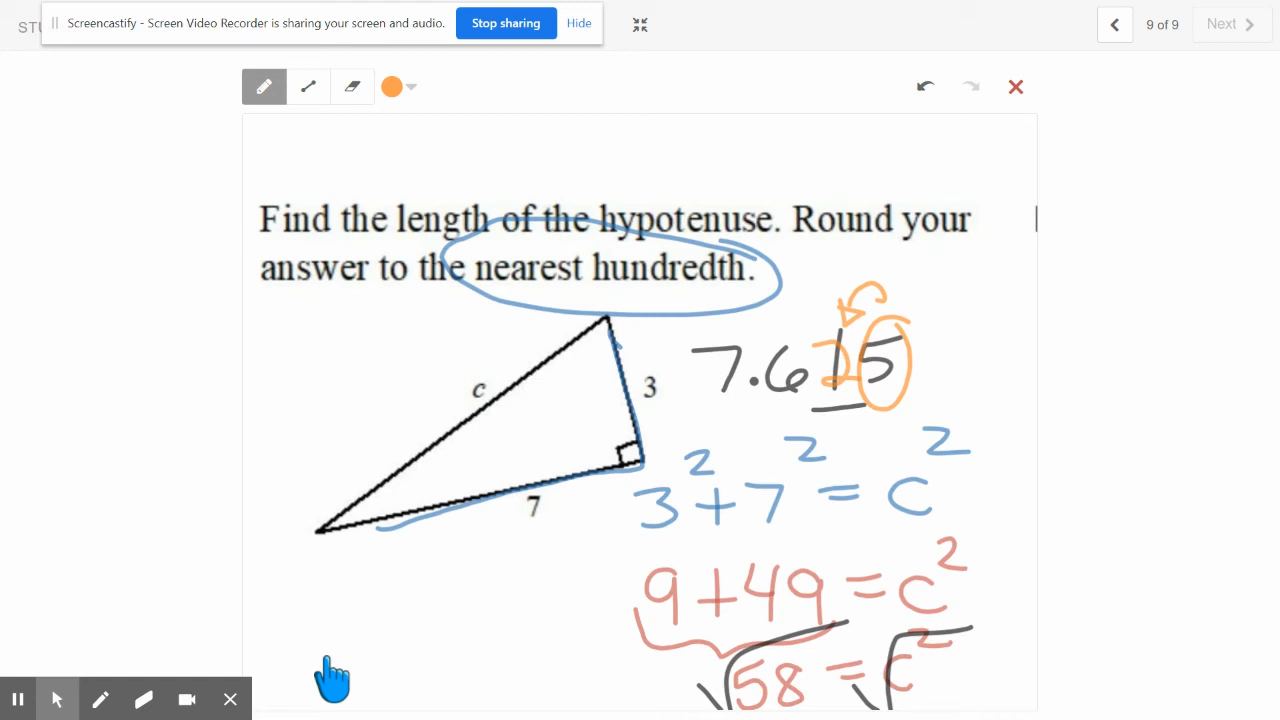 Screencastify - Screen Video Recorder is sharing your screen and audio. Stop sharing Hide
9 of 9 Next
Find the length of the hypotenuse. Round your
answer to the nearest hundredth.
7.615
2
c
3
3² + 7² = c²
7
9 + 49 = c²
√58 = √c²